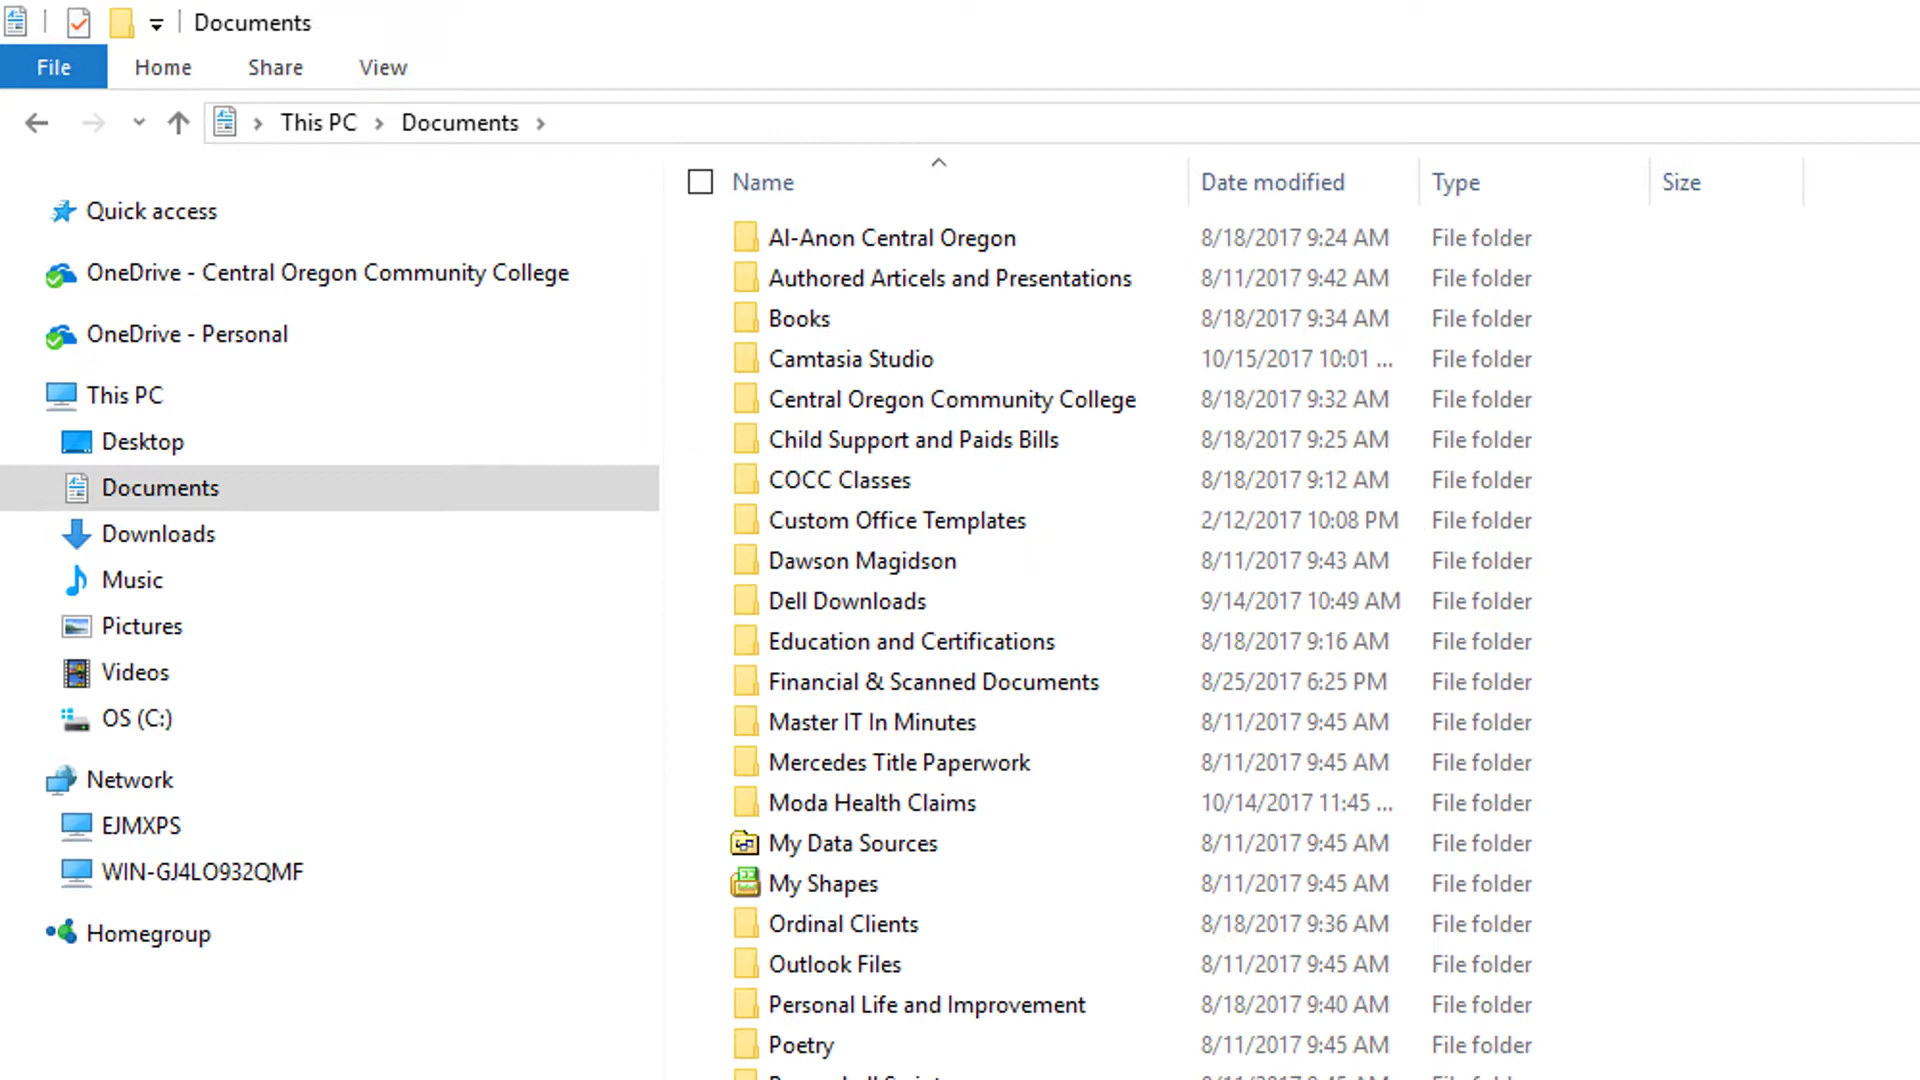 Documents
File Home Share View
This PC Documents
Name Date modified Type Size
Quick access
OneDrive - Central Oregon Community College
OneDrive - Personal
This PC
Desktop
Documents
Downloads
Music
Pictures
Videos
OS (C:)
Network
EJMXPS
WIN-GJ4LO932QMF
Homegroup
Al-Anon Central Oregon 8/18/2017 9:24 AM File folder
Authored Articels and Presentations 8/11/2017 9:42 AM File folder
Books 8/18/2017 9:34 AM File folder
Camtasia Studio 10/15/2017 10:01 ... File folder
Central Oregon Community College 8/18/2017 9:32 AM File folder
Child Support and Paids Bills 8/18/2017 9:25 AM File folder
COCC Classes 8/18/2017 9:12 AM File folder
Custom Office Templates 2/12/2017 10:08 PM File folder
Dawson Magidson 8/11/2017 9:43 AM File folder
Dell Downloads 9/14/2017 10:49 AM File folder
Education and Certifications 8/18/2017 9:16 AM File folder
Financial & Scanned Documents 8/25/2017 6:25 PM File folder
Master IT In Minutes 8/11/2017 9:45 AM File folder
Mercedes Title Paperwork 8/11/2017 9:45 AM File folder
Moda Health Claims 10/14/2017 11:45 ... File folder
My Data Sources 8/11/2017 9:45 AM File folder
My Shapes 8/11/2017 9:45 AM File folder
Ordinal Clients 8/18/2017 9:36 AM File folder
Outlook Files 8/11/2017 9:45 AM File folder
Personal Life and Improvement 8/18/2017 9:40 AM File folder
Poetry 8/11/2017 9:45 AM File folder